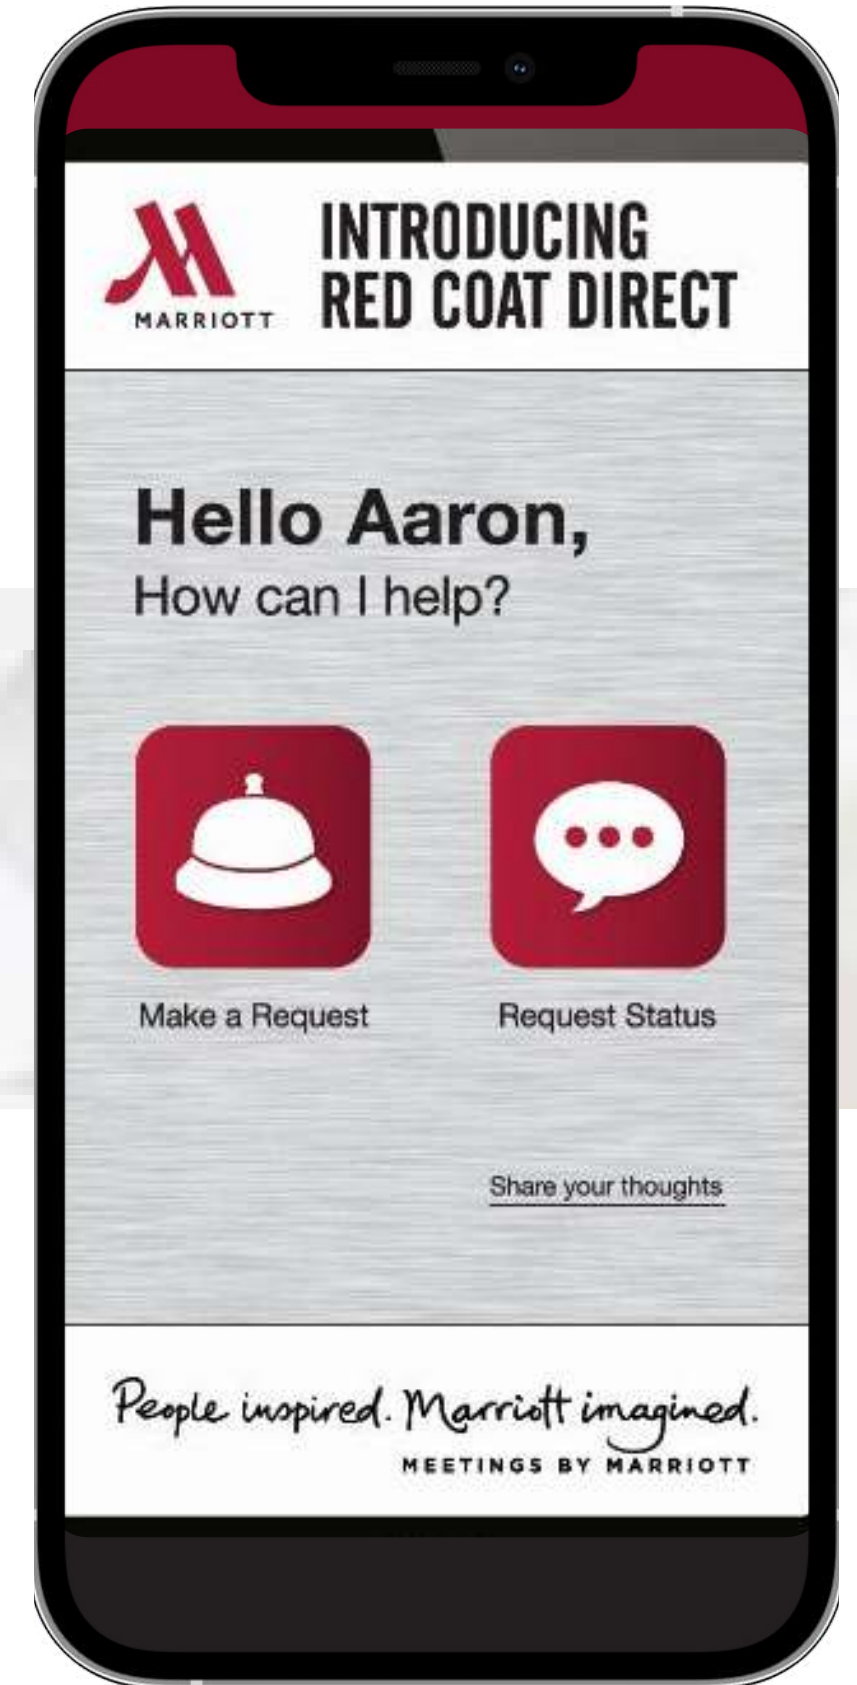 MARRIOTT
INTRODUCING
RED COAT DIRECT
Hello Aaron,
How can I help?
Make a Request
Request Status
Share your thoughts
People inspired. Marriott imagined.
MEETINGS BY MARRIOTT